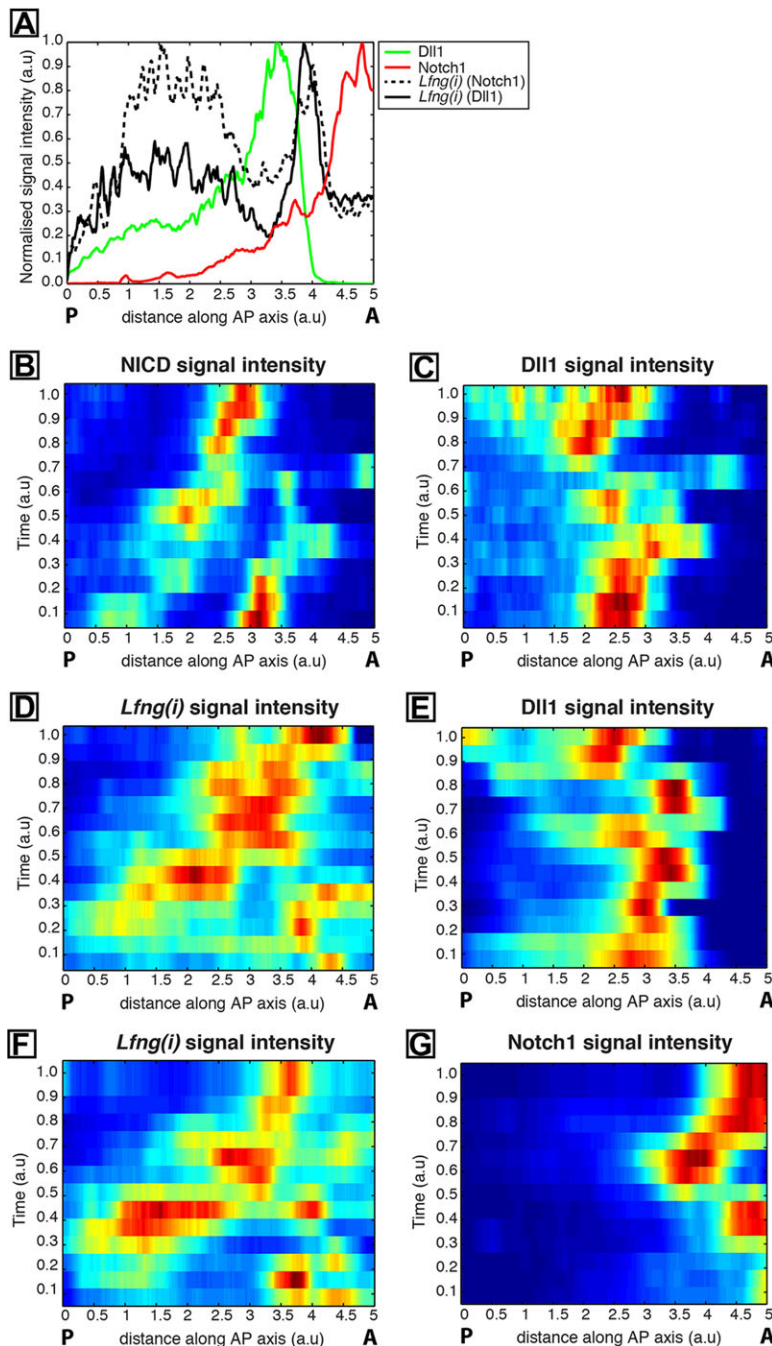 A
Normalised signal intensity (a.u)
1.0
0.9
0.8
0.7
0.6
0.5
0.4
0.3
0.2
0.1
0.0
0 0.5 1 1.5 2 2.5 3 3.5 4 4.5 5
P distance along AP axis (a.u) A
Dll1
Notch1
Lfng(i) (Notch1)
Lfng(i) (Dll1)
B NICD signal intensity
Time (a.u)
1.0
0.9
0.8
0.7
0.6
0.5
0.4
0.3
0.2
0.1
0 0.5 1 1.5 2 2.5 3 3.5 4 4.5 5
P distance along AP axis (a.u) A
C Dll1 signal intensity
Time (a.u)
1.0
0.9
0.8
0.7
0.6
0.5
0.4
0.3
0.2
0.1
0 0.5 1 1.5 2 2.5 3 3.5 4 4.5 5
P distance along AP axis (a.u) A
D Lfng(i) signal intensity
Time (a.u)
1.0
0.9
0.8
0.7
0.6
0.5
0.4
0.3
0.2
0.1
0 0.5 1 1.5 2 2.5 3 3.5 4 4.5 5
P distance along AP axis (a.u) A
E Dll1 signal intensity
Time (a.u)
1.0
0.9
0.8
0.7
0.6
0.5
0.4
0.3
0.2
0.1
0 0.5 1 1.5 2 2.5 3 3.5 4 4.5 5
P distance along AP axis (a.u) A
F Lfng(i) signal intensity
Time (a.u)
1.0
0.9
0.8
0.7
0.6
0.5
0.4
0.3
0.2
0.1
0 0.5 1 1.5 2 2.5 3 3.5 4 4.5 5
P distance along AP axis (a.u) A
G Notch1 signal intensity
Time (a.u)
1.0
0.9
0.8
0.7
0.6
0.5
0.4
0.3
0.2
0.1
0 0.5 1 1.5 2 2.5 3 3.5 4 4.5 5
P distance along AP axis (a.u) A